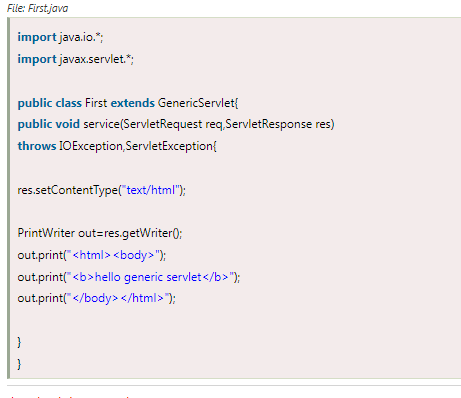 File: First.java
import java.io.*;
import javax.servlet.*;
public class First extends GenericServlet{
public void service(ServletRequest req,ServletResponse res)
throws IOException,ServletException{
res.setContentType("text/html");
PrintWriter out=res.getWriter();
out.print("<html><body>");
out.print("<b>hello generic servlet</b>");
out.print("</body></html>");
}
}